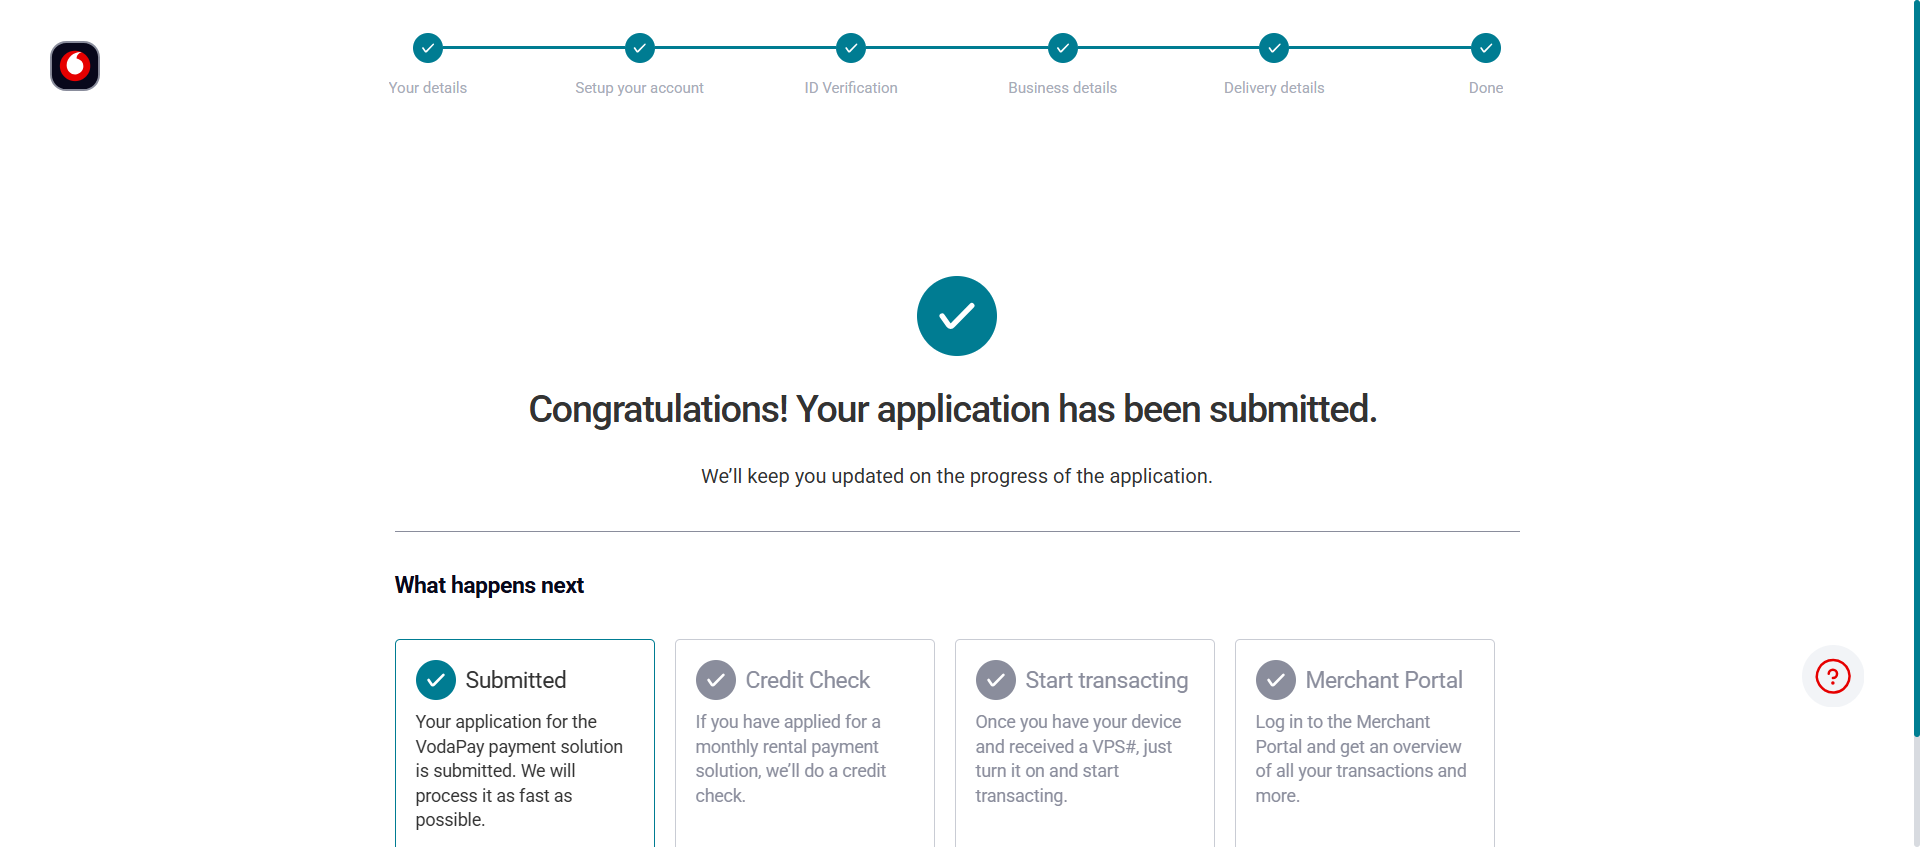 Your details
Setup your account
ID Verification
Business details
Delivery details
Done
Congratulations! Your application has been submitted.
We’ll keep you updated on the progress of the application.
What happens next
Submitted
Your application for the
VodaPay payment solution
is submitted. We will
process it as fast as
possible.
Credit Check
If you have applied for a
monthly rental payment
solution, we’ll do a credit
check.
Start transacting
Once you have your device
and received a VPS#, just
turn it on and start
transacting.
Merchant Portal
Log in to the Merchant
Portal and get an overview
of all your transactions and
more.